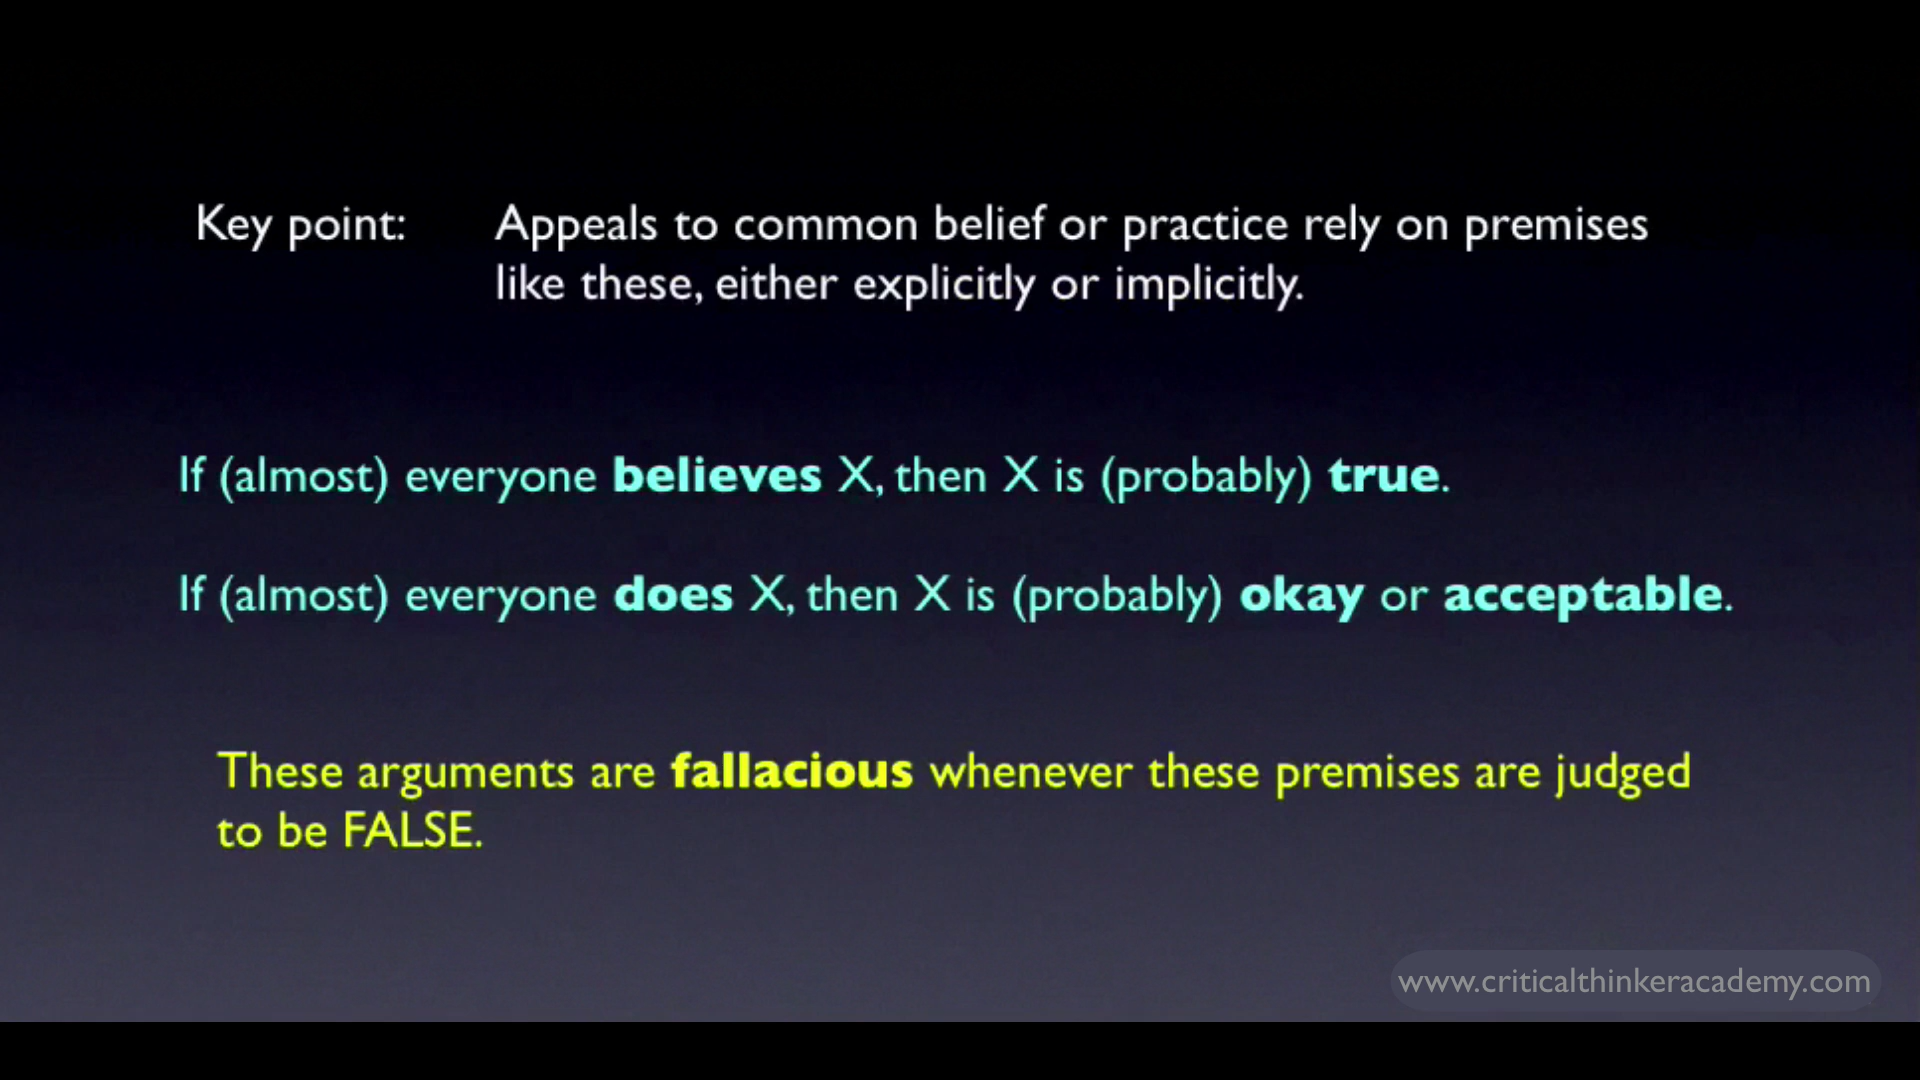 Key point: Appeals to common belief or practice rely on premises
like these, either explicitly or implicitly.
If (almost) everyone believes X, then X is (probably) true.
If (almost) everyone does X, then X is (probably) okay or acceptable.
These arguments are fallacious whenever these premises are judged
to be FALSE.
www.criticalthinkeracademy.com